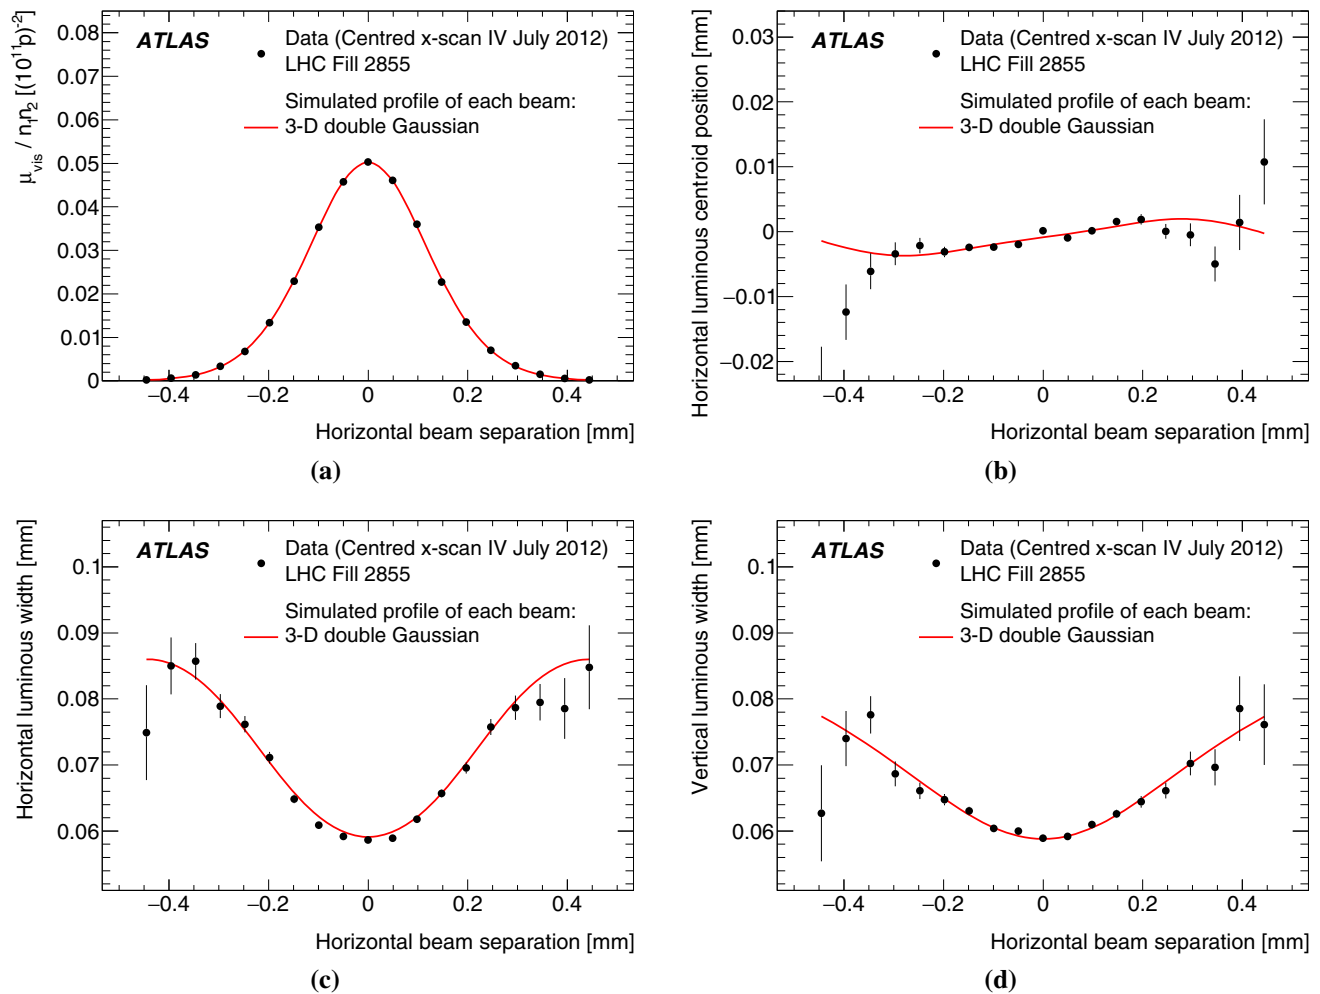 μvis / n1n2 [(10^11p)^-2]
ATLAS
Data (Centred x-scan IV July 2012)
LHC Fill 2855
Simulated profile of each beam:
3-D double Gaussian
0.08
0.07
0.06
0.05
0.04
0.03
0.02
0.01
0
−0.4 −0.2 0 0.2 0.4
Horizontal beam separation [mm]
(a)
Horizontal luminous centroid position [mm]
ATLAS
Data (Centred x-scan IV July 2012)
LHC Fill 2855
Simulated profile of each beam:
3-D double Gaussian
0.03
0.02
0.01
0
−0.01
−0.02
−0.4 −0.2 0 0.2 0.4
Horizontal beam separation [mm]
(b)
Horizontal luminous width [mm]
ATLAS
Data (Centred x-scan IV July 2012)
LHC Fill 2855
Simulated profile of each beam:
3-D double Gaussian
0.1
0.09
0.08
0.07
0.06
−0.4 −0.2 0 0.2 0.4
Horizontal beam separation [mm]
(c)
Vertical luminous width [mm]
ATLAS
Data (Centred x-scan IV July 2012)
LHC Fill 2855
Simulated profile of each beam:
3-D double Gaussian
0.1
0.09
0.08
0.07
0.06
−0.4 −0.2 0 0.2 0.4
Horizontal beam separation [mm]
(d)